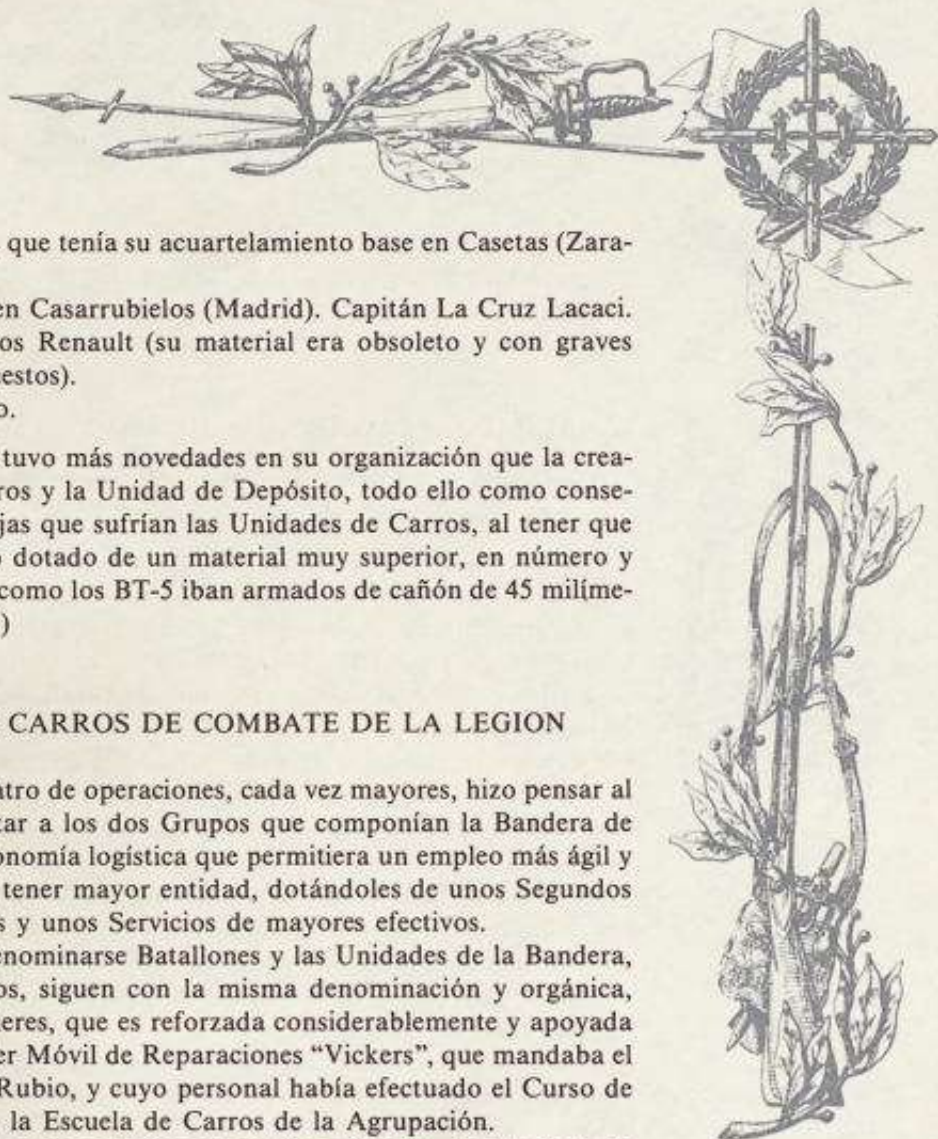 que tenía su acuartelamiento base en Casetas (Zara-
en Casarrubielos (Madrid). Capitán La Cruz Lacaci.
os Renault (su material era obsoleto y con graves
estos).
o.
tuvo más novedades en su organización que la crea-
ros y la Unidad de Depósito, todo ello como conse-
jas que sufrían las Unidades de Carros, al tener que
o dotado de un material muy superior, en número y
como los BT-5 iban armados de cañón de 45 milíme-
)
CARROS DE COMBATE DE LA LEGION
atro de operaciones, cada vez mayores, hizo pensar al
tar a los dos Grupos que componían la Bandera de
onomía logística que permitiera un empleo más ágil y
tener mayor entidad, dotándoles de unos Segundos
s y unos Servicios de mayores efectivos.
enominarse Batallones y las Unidades de la Bandera,
os, siguen con la misma denominación y orgánica,
leres, que es reforzada considerablemente y apoyada
er Móvil de Reparaciones “Vickers”, que mandaba el
Rubio, y cuyo personal había efectuado el Curso de
la Escuela de Carros de la Agrupación.